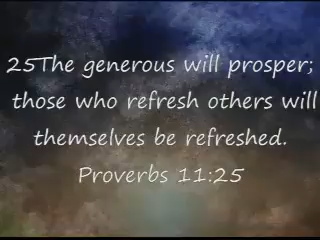 25The generous will prosper;
those who refresh others will
themselves be refreshed.
Proverbs 11:25